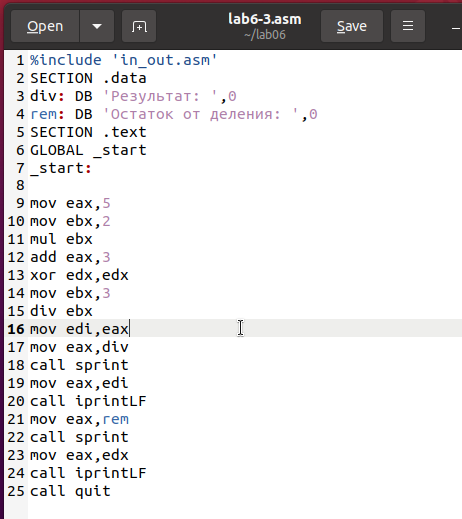 Open
lab6-3.asm
~/lab06
Save
1 %include 'in_out.asm'
2 SECTION .data
3 div: DB 'Результат: ',0
4 rem: DB 'Остаток от деления: ',0
5 SECTION .text
6 GLOBAL _start
7 _start:
8
9 mov eax,5
10 mov ebx,2
11 mul ebx
12 add eax,3
13 xor edx,edx
14 mov ebx,3
15 div ebx
16 mov edi,eax
17 mov eax,div
18 call sprint
19 mov eax,edi
20 call iprintLF
21 mov eax,rem
22 call sprint
23 mov eax,edx
24 call iprintLF
25 call quit